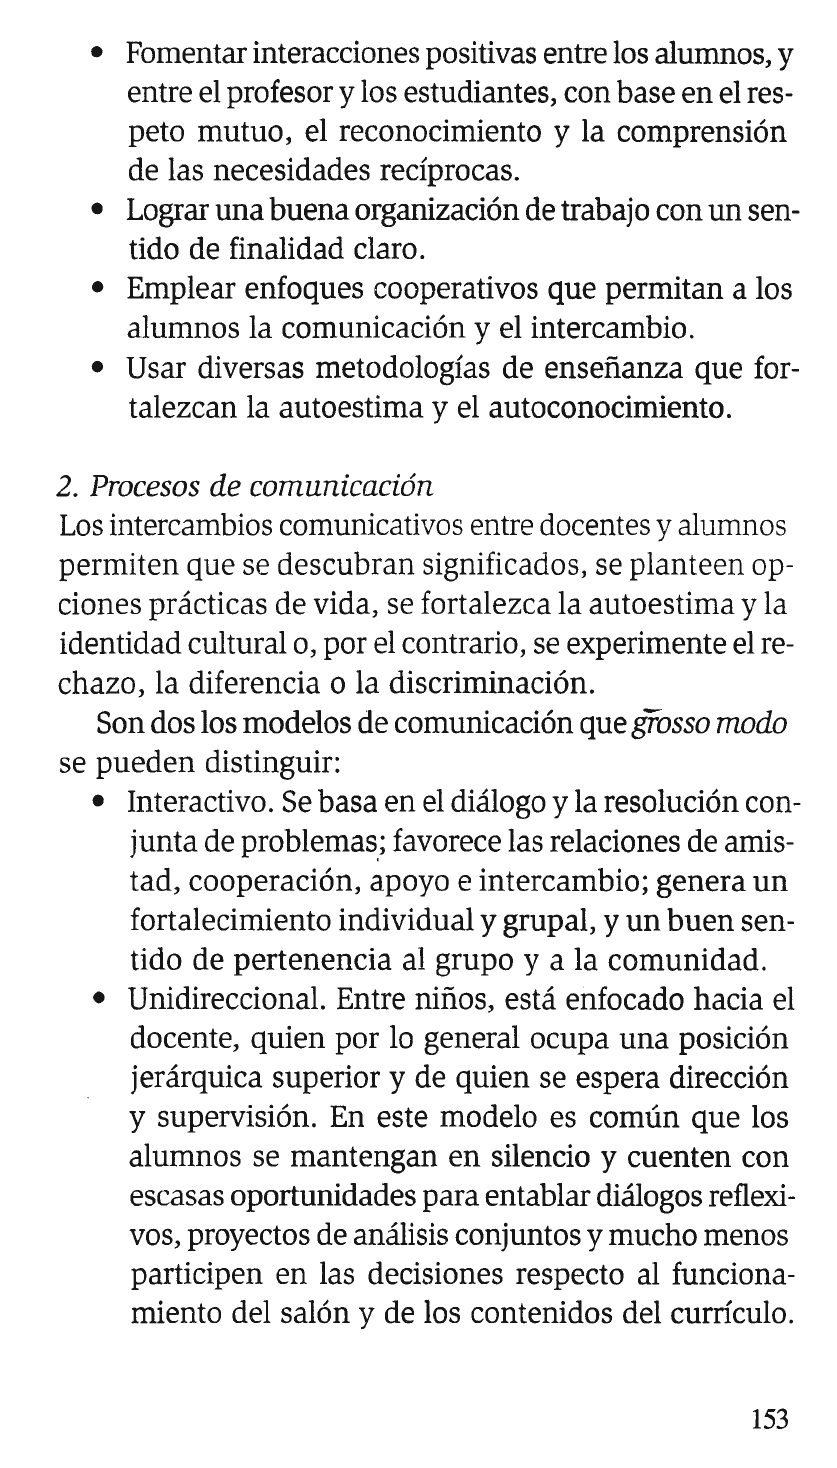 • Fomentar interacciones positivas entre los alumnos, y
entre el profesor y los estudiantes, con base en el res-
peto mutuo, el reconocimiento y la comprensión
de las necesidades recíprocas.
• Lograr una buena organización de trabajo con un sen-
tido de finalidad claro.
• Emplear enfoques cooperativos que permitan a los
alumnos la comunicación y el intercambio.
• Usar diversas metodologías de enseñanza que for-
talezcan la autoestima y el autoconocimiento.
2. Procesos de comunicación
Los intercambios comunicativos entre docentes y alumnos
permiten que se descubran significados, se planteen op-
ciones prácticas de vida, se fortalezca la autoestima y la
identidad cultural o, por el contrario, se experimente el re-
chazo, la diferencia o la discriminación.
Son dos los modelos de comunicación que grosso modo
se pueden distinguir:
• Interactivo. Se basa en el diálogo y la resolución con-
junta de problemas; favorece las relaciones de amis-
tad, cooperación, apoyo e intercambio; genera un
fortalecimiento individual y grupal, y un buen sen-
tido de pertenencia al grupo y a la comunidad.
• Unidireccional. Entre niños, está enfocado hacia el
docente, quien por lo general ocupa una posición
jerárquica superior y de quien se espera dirección
y supervisión. En este modelo es común que los
alumnos se mantengan en silencio y cuenten con
escasas oportunidades para entablar diálogos reflexi-
vos, proyectos de análisis conjuntos y mucho menos
participen en las decisiones respecto al funciona-
miento del salón y de los contenidos del currículo.
153